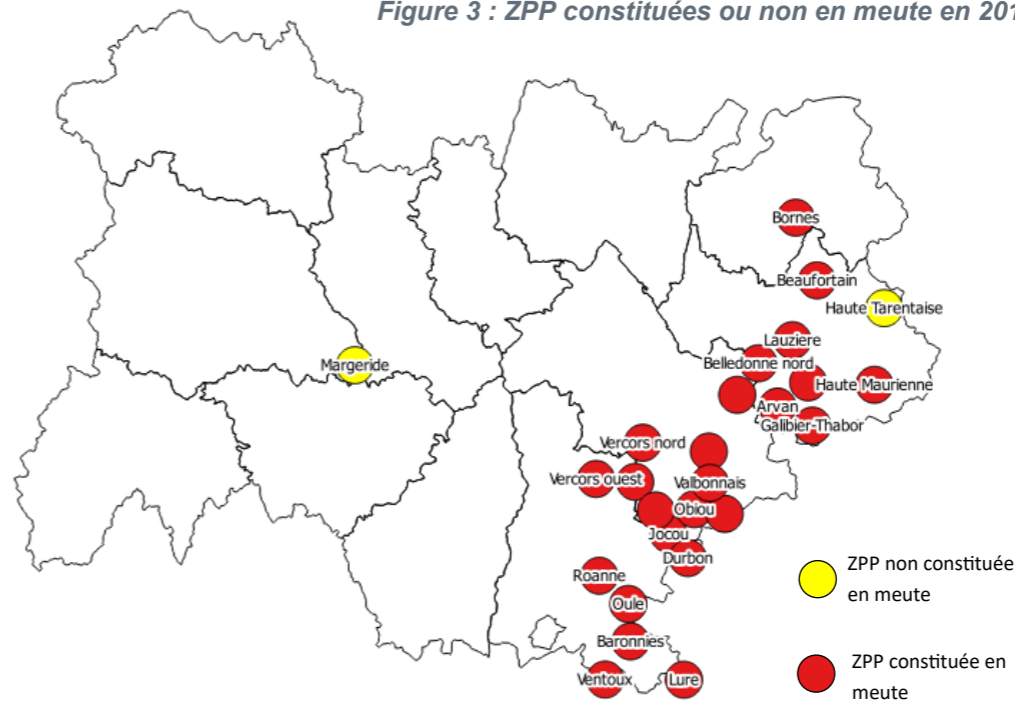 Figure 3 : ZPP constituées ou non en meute en 201
Bornes
Beaufortain
Haute Tarentaise
Lauziere
Belledonne nord
Margeride
Haute Maurienne
Arvan
Galibier-Thabor
Vercors nord
Vercors ouest
Valbonnais
Obiou
Jocou
Durbon
Roanne
Oule
Baronnies?
Ventoux
Lure
ZPP non constituée
en meute
ZPP constituée en
meute